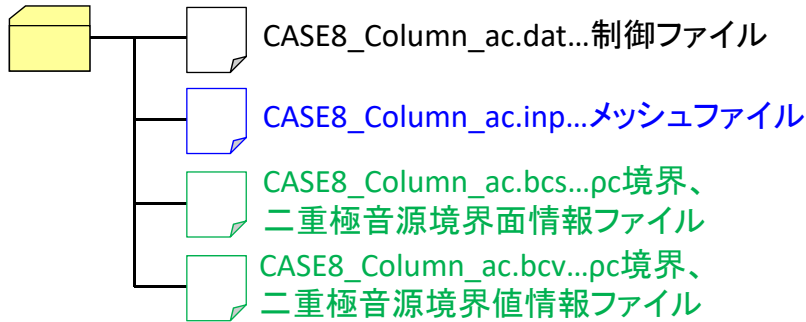 CASE8_Column_ac.dat…制御ファイル
CASE8_Column_ac.inp…メッシュファイル
CASE8_Column_ac.bcs…ρc境界、
二重極音源境界面情報ファイル
CASE8_Column_ac.bcv…ρc境界、
二重極音源境界値情報ファイル